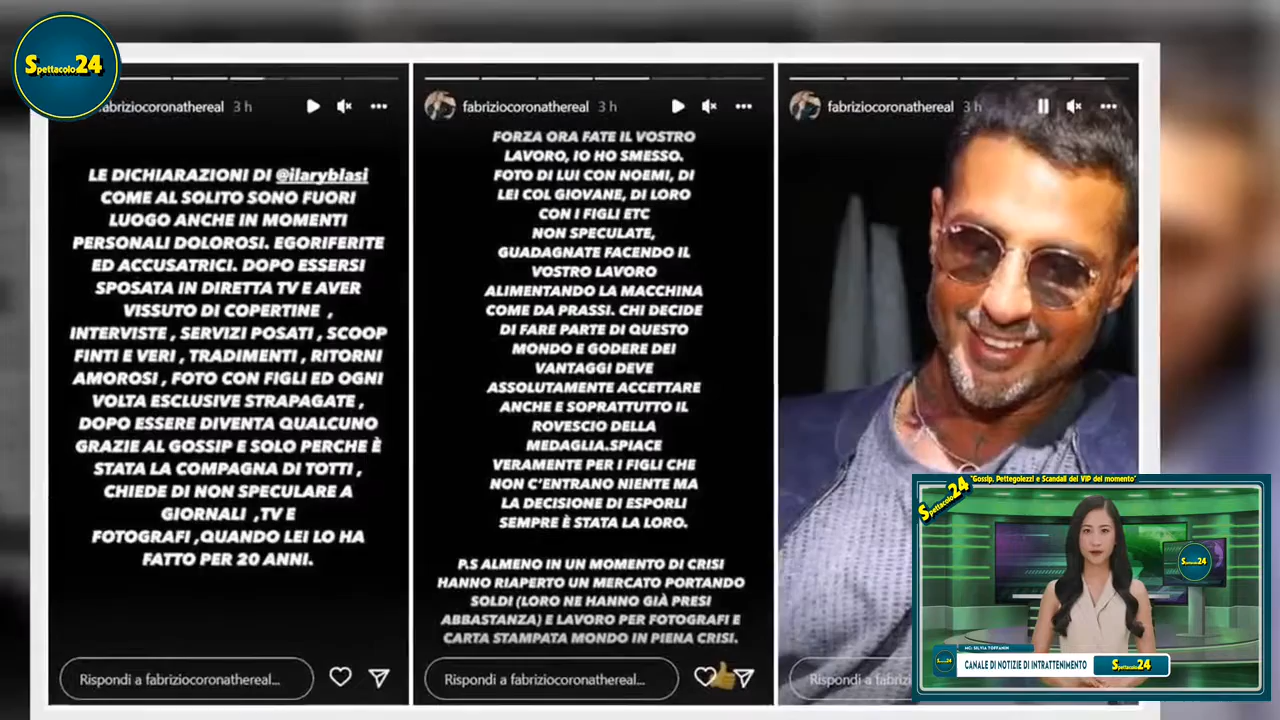 Spettacolo24
fabriziocoronathereal 3 h
LE DICHIARAZIONI DI @ilaryblasi
COME AL SOLITO SONO FUORI
LUOGO ANCHE IN MOMENTI
PERSONALI DOLOROSI. EGORIFERITE
ED ACCUSATRICI. DOPO ESSERSI
SPOSATA IN DIRETTA TV E AVER
VISSUTO DI COPERTINE ,
INTERVISTE , SERVIZI POSATI , SCOOP
FINTI E VERI , TRADIMENTI , RITORNI
AMOROSI , FOTO CON FIGLI ED OGNI
VOLTA ESCLUSIVE STRAPAGATE ,
DOPO ESSERE DIVENTA QUALCUNO
GRAZIE AL GOSSIP E SOLO PERCHE È
STATA LA COMPAGNA DI TOTTI ,
CHIEDE DI NON SPECULARE A
GIORNALI ,TV E
FOTOGRAFI ,QUANDO LEI LO HA
FATTO PER 20 ANNI.
Rispondi a fabriziocoronathereal...
fabriziocoronathereal 3 h
FORZA ORA FATE IL VOSTRO
LAVORO, IO HO SMESSO.
FOTO DI LUI CON NOEMI, DI
LEI COL GIOVANE, DI LORO
CON I FIGLI ETC
NON SPECULATE,
GUADAGNATE FACENDO IL
VOSTRO LAVORO
ALIMENTANDO LA MACCHINA
COME DA PRASSI. CHI DECIDE
DI FARE PARTE DI QUESTO
MONDO E GODERE DEI
VANTAGGI DEVE
ASSOLUTAMENTE ACCETTARE
ANCHE E SOPRATTUTTO IL
ROVESCIO DELLA
MEDAGLIA.SPIACE
VERAMENTE PER I FIGLI CHE
NON C'ENTRANO NIENTE MA
LA DECISIONE DI ESPORLI
SEMPRE È STATA LA LORO.
P.S ALMENO IN UN MOMENTO DI CRISI
HANNO RIAPERTO UN MERCATO PORTANDO
SOLDI (LORO NE HANNO GIÀ PRESI
ABBASTANZA) E LAVORO PER FOTOGRAFI E
CARTA STAMPATA MONDO IN PIENA CRISI.
Rispondi a fabriziocoronathereal...
fabriziocoronathereal 3 h
Rispondi a fabriz
"Gossip, Pettegolezzi e Scandali del VIP del momento"
Spettacolo24
Spettacolo24
MC: SILVIA TOFFANIN
CANALE DI NOTIZIE DI INTRATTENIMENTO
Spettacolo24